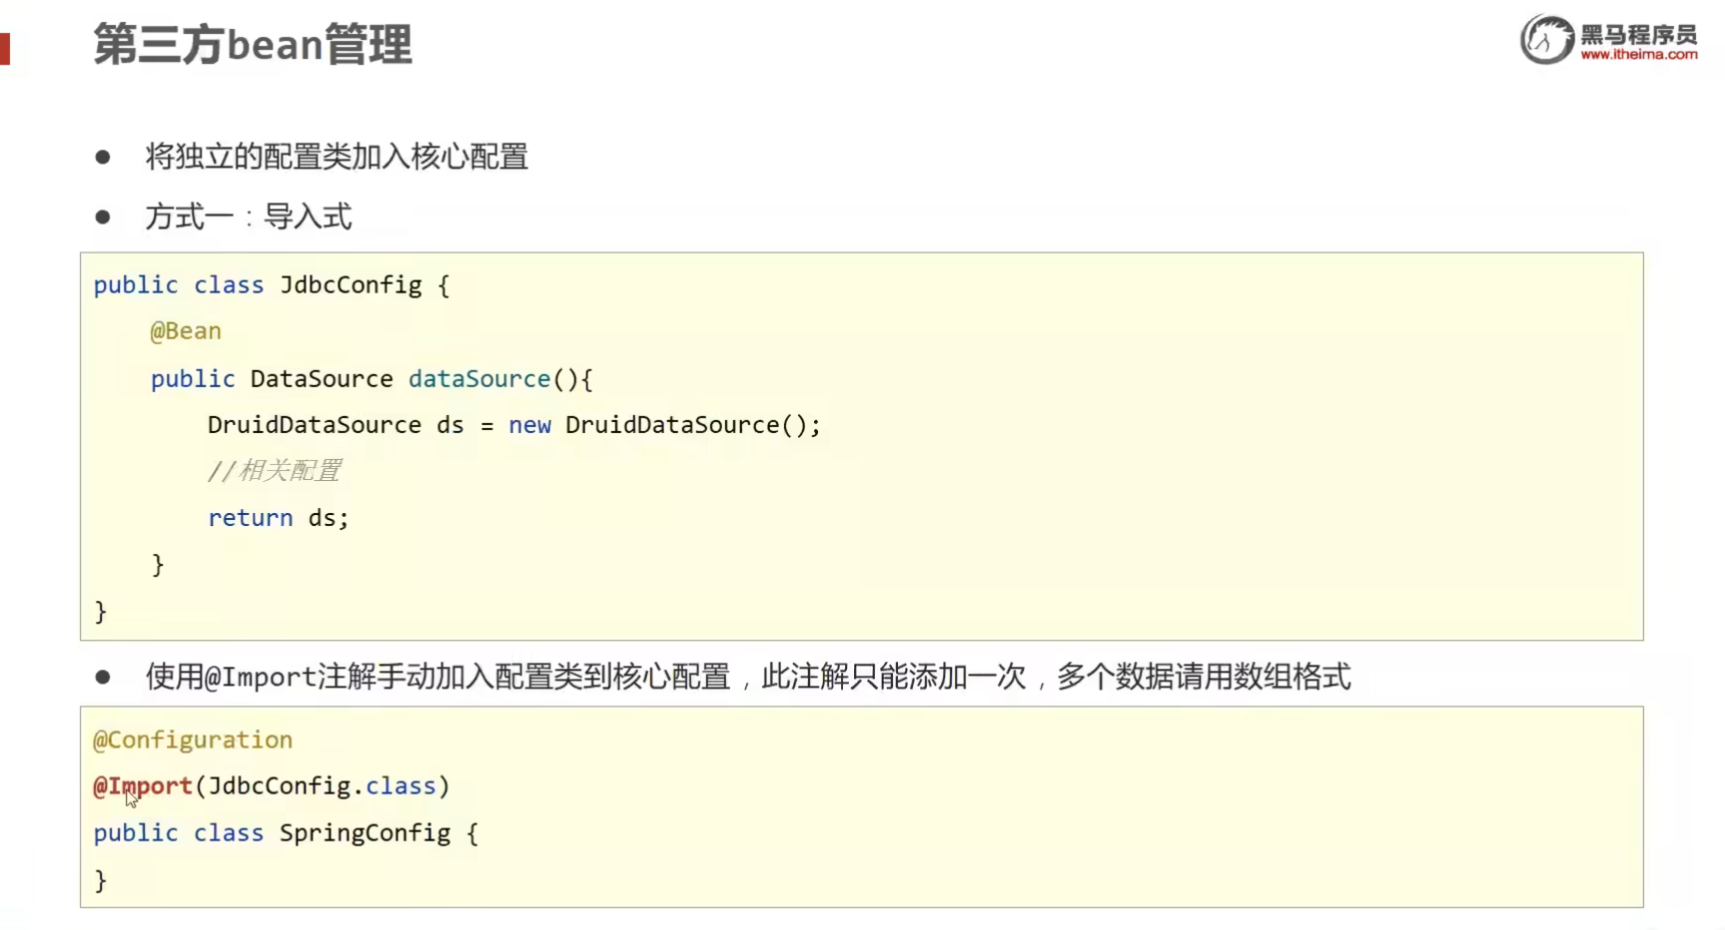 第三方bean管理
黑马程序员
www.itheima.com
● 将独立的配置类加入核心配置
● 方式一：导入式
public class JdbcConfig {
    @Bean
    public DataSource dataSource(){
        DruidDataSource ds = new DruidDataSource();
        //相关配置
        return ds;
    }
}
● 使用@Import注解手动加入配置类到核心配置，此注解只能添加一次，多个数据请用数组格式
@Configuration
@Import(JdbcConfig.class)
public class SpringConfig {
}